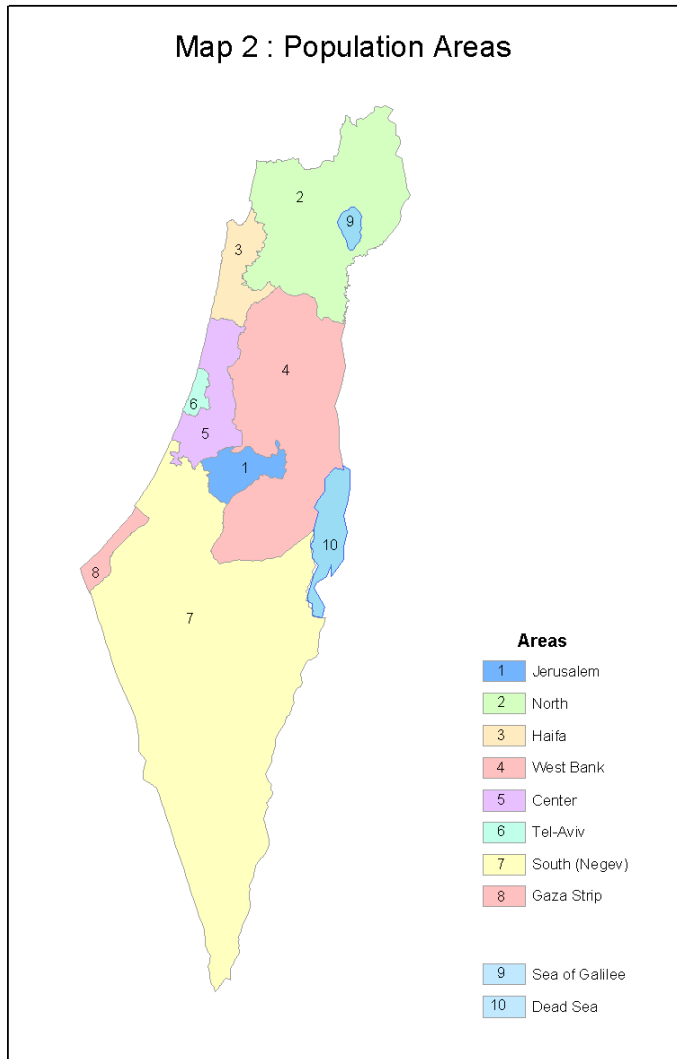 Map 2 : Population Areas
2
9
3
4
6
5
1
10
8
7
Areas
1 Jerusalem
2 North
3 Haifa
4 West Bank
5 Center
6 Tel-Aviv
7 South (Negev)
8 Gaza Strip
9 Sea of Galilee
10 Dead Sea